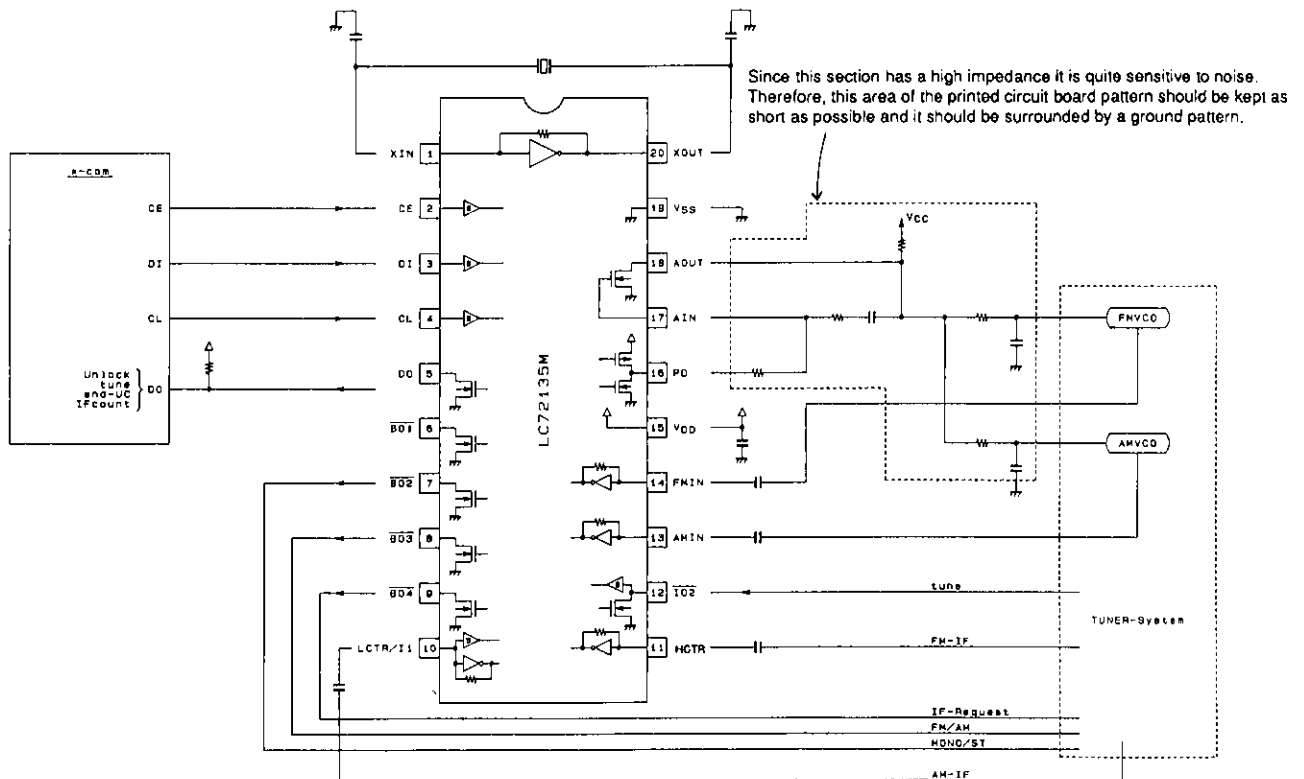 Since this section has a high impedance it is quite sensitive to noise.
Therefore, this area of the printed circuit board pattern should be kept as
short as possible and it should be surrounded by a ground pattern.
XIN 1
20 XOUT
CE
CE 2
19 VSS
VCC
DI
DI 3
18 AOUT
CL
CL 4
17 AIN
FMVCO
Unlock
tune
end-UC
IFcount
DO
DO 5
16 PD
BO1 6
15 VDD
AMVCO
BO2 7
14 FMIN
BO3 8
13 AMIN
BO4 9
12 IO2
tune
TUNER-System
LCTR/I1 10
11 HCTR
FM-IF
LC72135M
IF-Request
FM/AM
MONO/ST
AM-IF